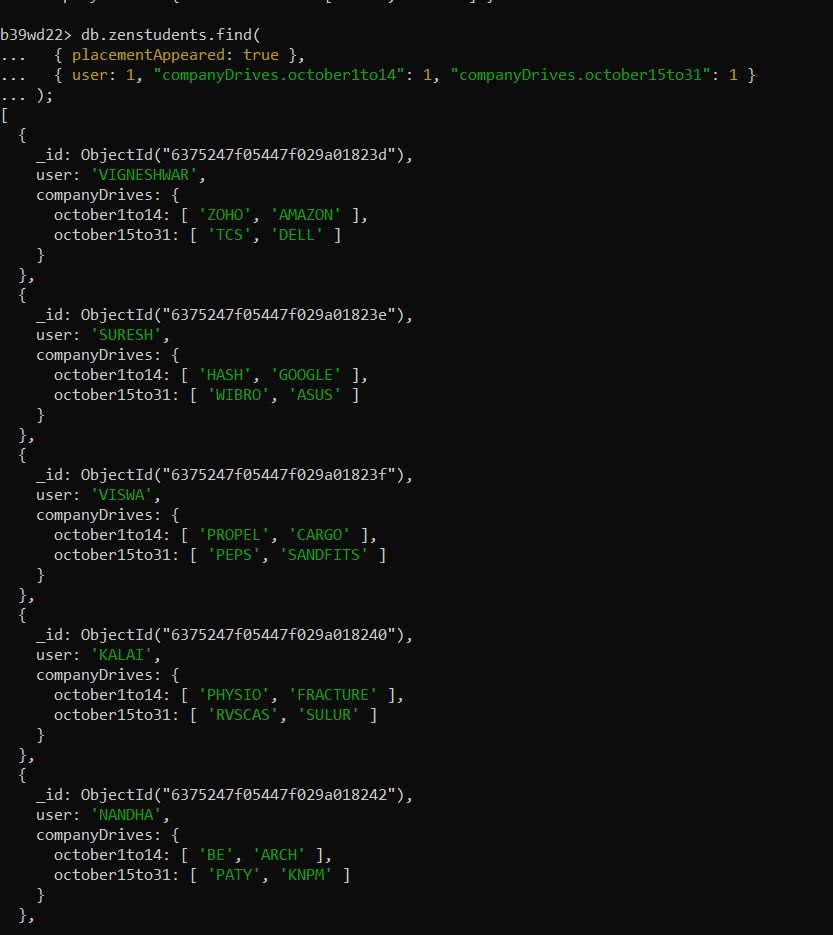 b39wd22> db.zenstudents.find(
...   { placementAppeared: true },
...   { user: 1, "companyDrives.october1to14": 1, "companyDrives.october15to31": 1 }
... );
[
  {
    _id: ObjectId("6375247f05447f029a01823d"),
    user: 'VIGNESHWAR',
    companyDrives: {
      october1to14: [ 'ZOHO', 'AMAZON' ],
      october15to31: [ 'TCS', 'DELL' ]
    }
  },
  {
    _id: ObjectId("6375247f05447f029a01823e"),
    user: 'SURESH',
    companyDrives: {
      october1to14: [ 'HASH', 'GOOGLE' ],
      october15to31: [ 'WIBRO', 'ASUS' ]
    }
  },
  {
    _id: ObjectId("6375247f05447f029a01823f"),
    user: 'VISWA',
    companyDrives: {
      october1to14: [ 'PROPEL', 'CARGO' ],
      october15to31: [ 'PEPS', 'SANDFITS' ]
    }
  },
  {
    _id: ObjectId("6375247f05447f029a018240"),
    user: 'KALAI',
    companyDrives: {
      october1to14: [ 'PHYSIO', 'FRACTURE' ],
      october15to31: [ 'RVSCAS', 'SULUR' ]
    }
  },
  {
    _id: ObjectId("6375247f05447f029a018242"),
    user: 'NANDHA',
    companyDrives: {
      october1to14: [ 'BE', 'ARCH' ],
      october15to31: [ 'PATY', 'KNPM' ]
    }
  },